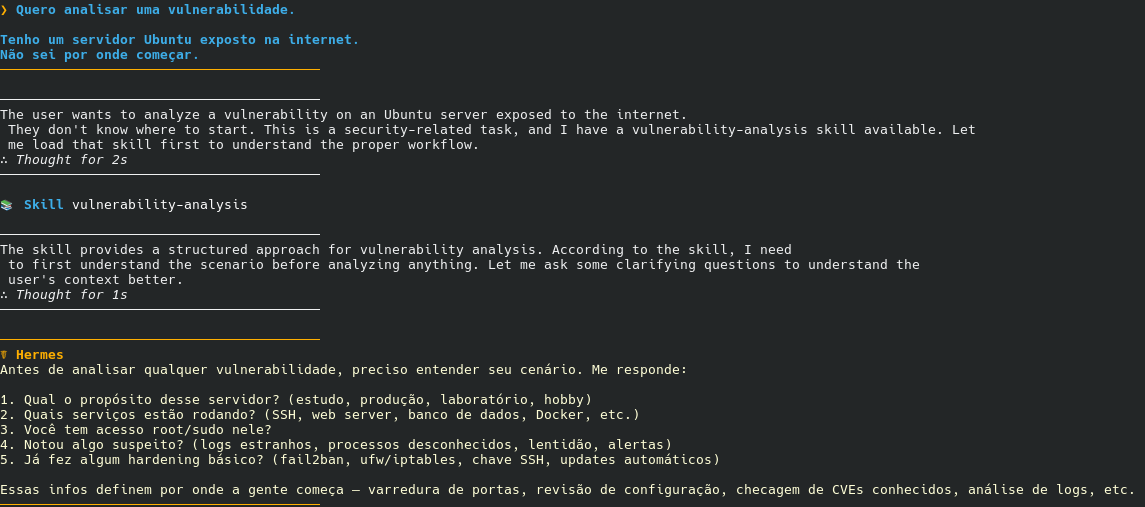 ❯ Quero analisar uma vulnerabilidade.
Tenho um servidor Ubuntu exposto na internet.
Não sei por onde começar.
The user wants to analyze a vulnerability on an Ubuntu server exposed to the internet.
They don't know where to start. This is a security-related task, and I have a vulnerability-analysis skill available. Let
me load that skill first to understand the proper workflow.
∴ Thought for 2s
📚 Skill vulnerability-analysis
The skill provides a structured approach for vulnerability analysis. According to the skill, I need
to first understand the scenario before analyzing anything. Let me ask some clarifying questions to understand the
user's context better.
∴ Thought for 1s
Hermes
Antes de analisar qualquer vulnerabilidade, preciso entender seu cenário. Me responde:
1. Qual o propósito desse servidor? (estudo, produção, laboratório, hobby)
2. Quais serviços estão rodando? (SSH, web server, banco de dados, Docker, etc.)
3. Você tem acesso root/sudo nele?
4. Notou algo suspeito? (logs estranhos, processos desconhecidos, lentidão, alertas)
5. Já fez algum hardening básico? (fail2ban, ufw/iptables, chave SSH, updates automáticos)
Essas infos definem por onde a gente começa — varredura de portas, revisão de configuração, checagem de CVEs conhecidos, análise de logs, etc.